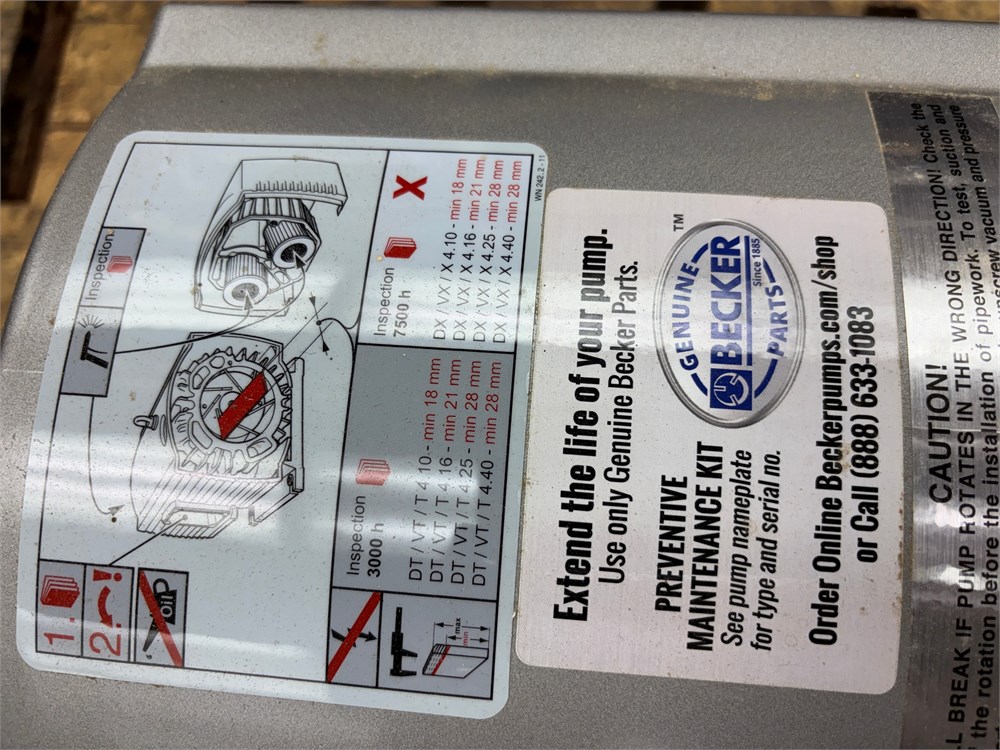 1.
2.
Oil
Inspection
Inspection
3000 h
DT / VT / T 4.10 - min 18 mm
DT / VT / T 4.16 - min 21 mm
DT / VT / T 4.25 - min 28 mm
DT / VT / T 4.40 - min 28 mm
Inspection
7500 h
X
DX / VX / X 4.10 - min 18 mm
DX / VX / X 4.16 - min 21 mm
DX / VX / X 4.25 - min 28 mm
DX / VX / X 4.40 - min 28 mm
max
min
WN 242. 2 - 11
Extend the life of your pump.
Use only Genuine Becker Parts.
PREVENTIVE
MAINTENANCE KIT
See pump nameplate
for type and serial no.
GENUINE
BECKER
Since 1885
PARTS
TM
Order Online Beckerpumps.com/shop
or Call (888) 633-1083
CAUTION!
L BREAK IF PUMP ROTATES IN THE WRONG DIRECTION! Check the
the rotation before the installation of pipework. To test, suction and
screw vacuum and pressure